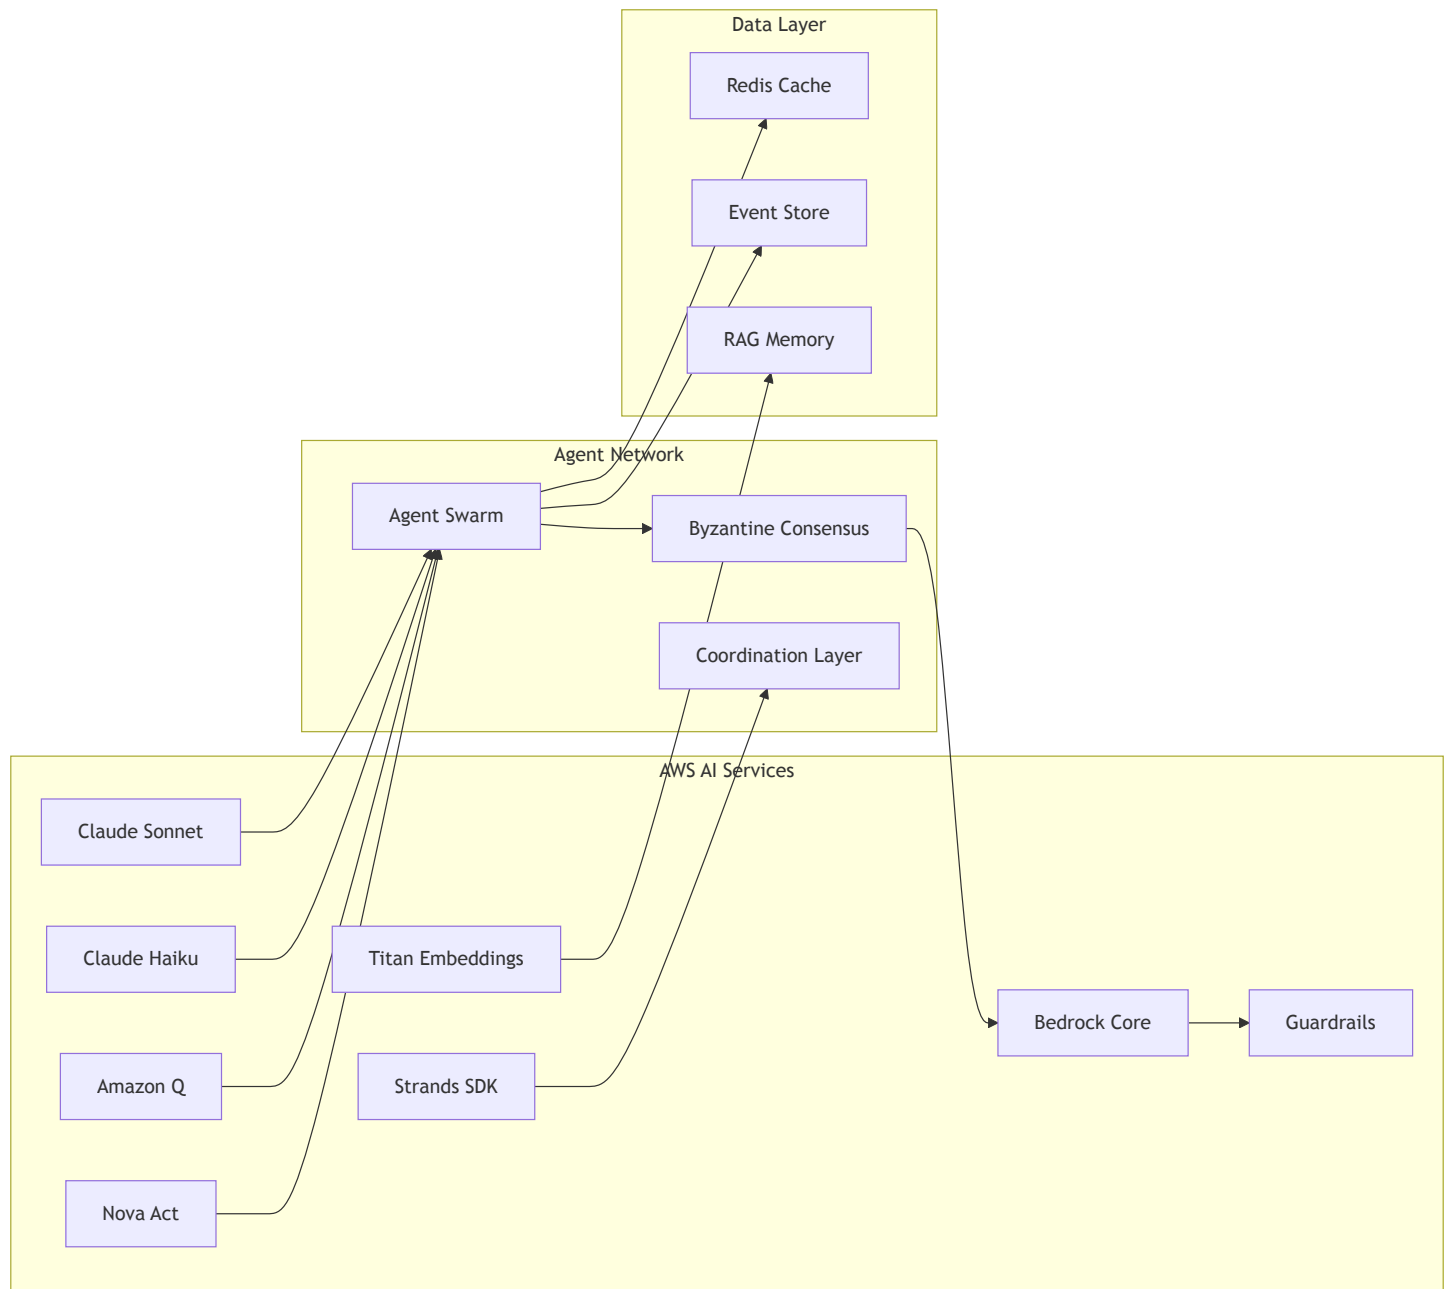 Data Layer
Redis Cache
Event Store
RAG Memory
Agent Network
Agent Swarm
Byzantine Consensus
Coordination Layer
AWS AI Services
Claude Sonnet
Claude Haiku
Titan Embeddings
Bedrock Core
Guardrails
Amazon Q
Strands SDK
Nova Act